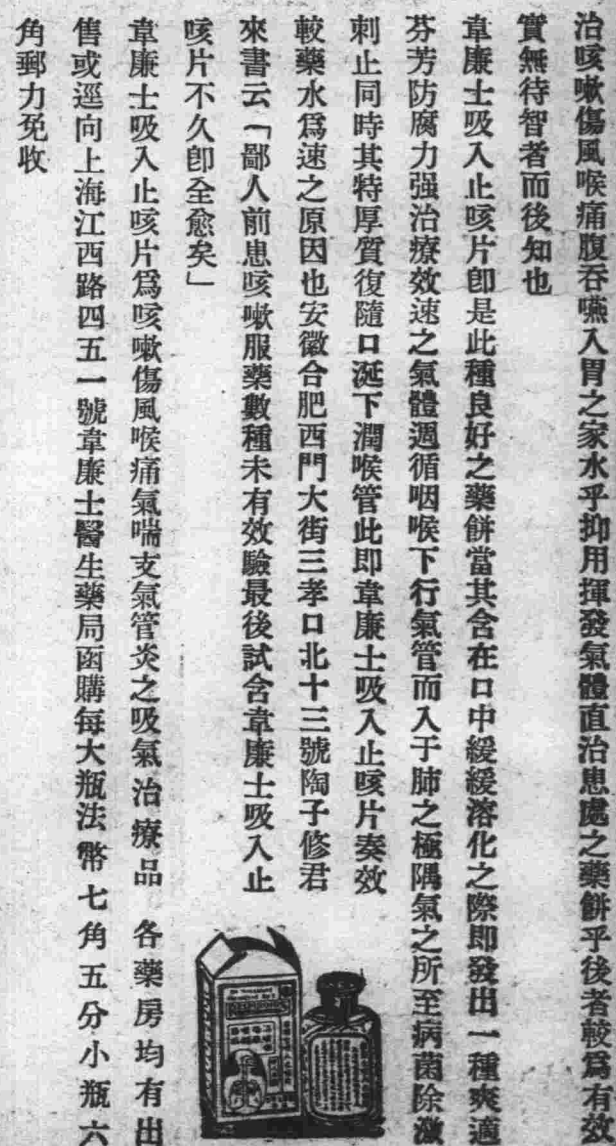 治咳嗽傷風喉痛腹吞嚥入胃之家水乎抑用揮發氣體直治患處之藥餅乎後者較爲有效
實無待智者而後知也
韋廉士吸入止咳片卽是此種良好之藥餅當其含在口中緩緩溶化之際卽發出一種爽適
芬芳防腐力强治療效速之氣體週循咽喉下行氣管而入于肺之極隅氣之所至病菌除激
刺止同時其特厚質復隨口涎下潤喉管此卽韋廉士吸入止咳片奏效
較藥水爲速之原因也安徽合肥西門大街三孝口北十三號陶子修君
來書云「鄙人前患咳嗽服藥數種未有效驗最後試含韋廉士吸入止
咳片不久卽全愈矣」
韋廉士吸入止咳片爲咳嗽傷風喉痛氣喘支氣管炎之吸氣治療品 各藥房均有出
售或逕向上海江西路四五一號韋廉士醫生藥局函購每大瓶法幣七角五分小瓶六
角郵力免收